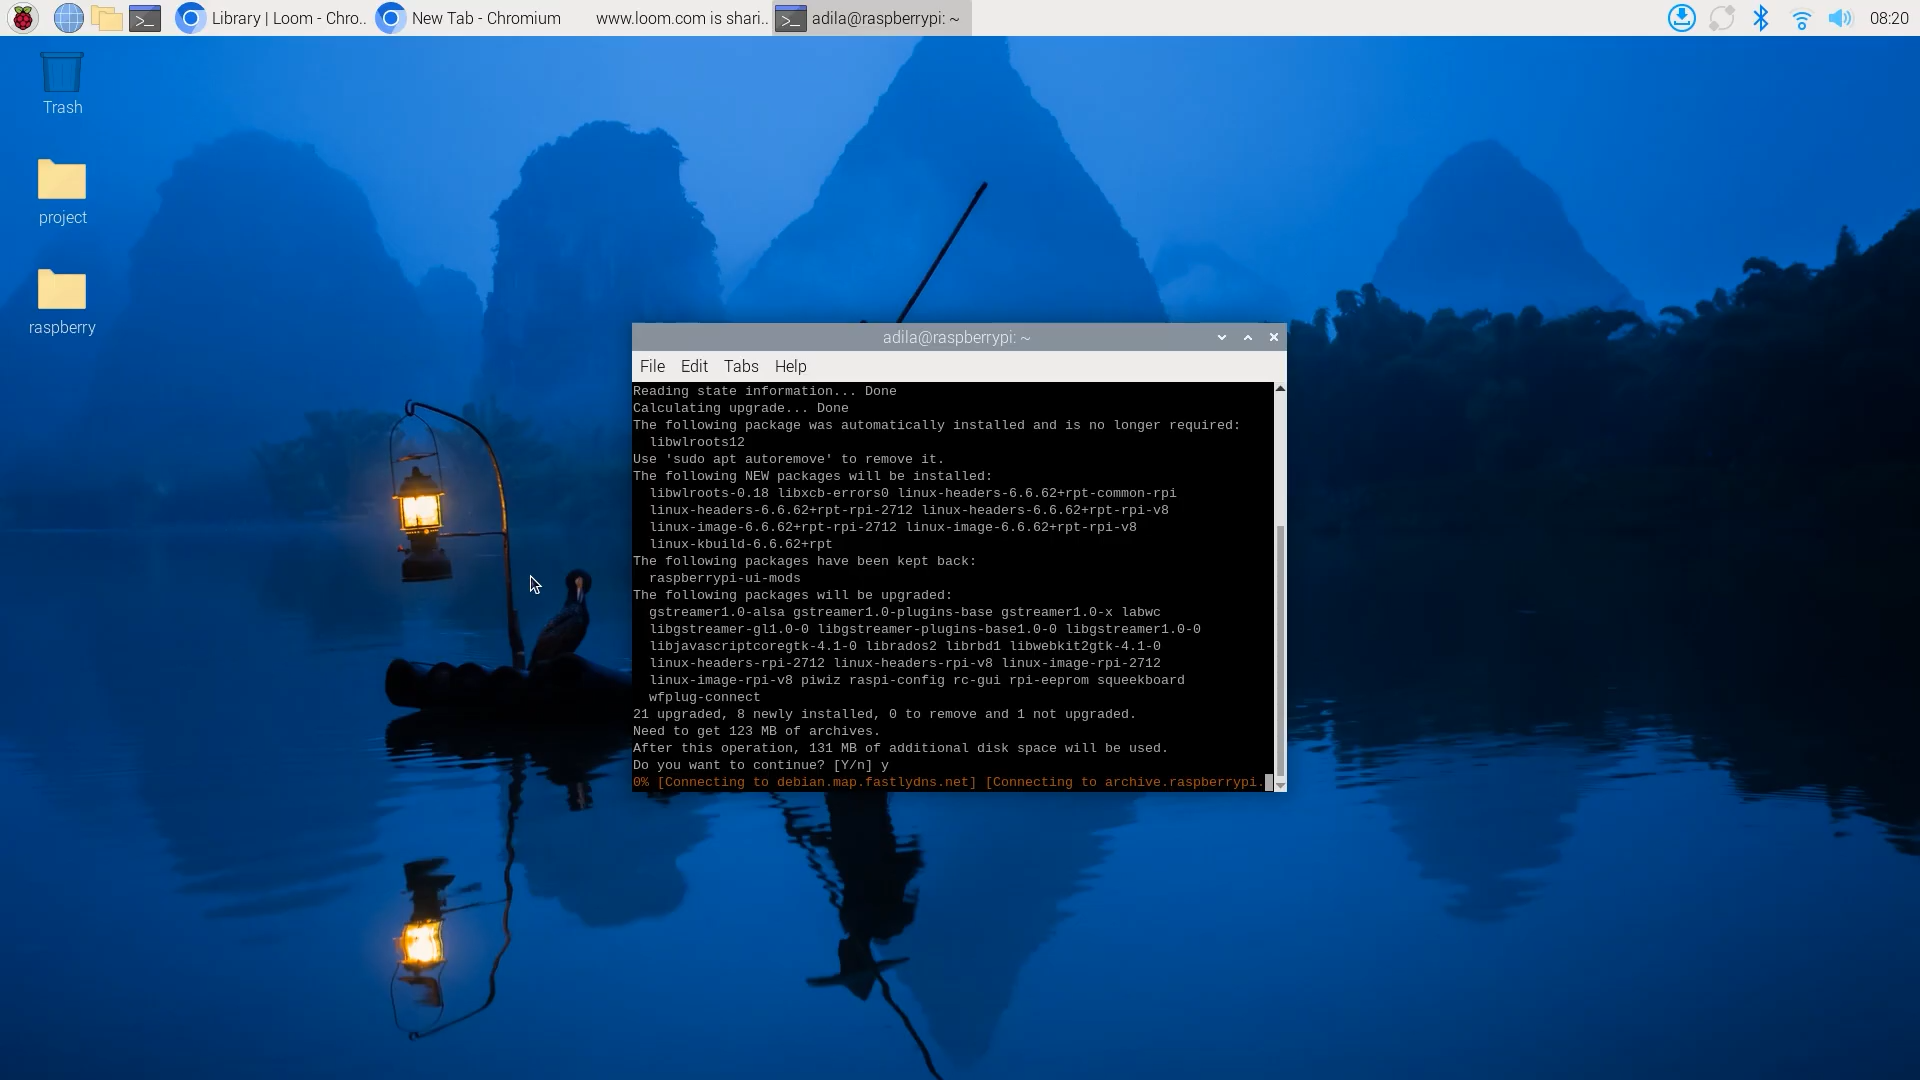 Library | Loom - Chro..
New Tab - Chromium
www.loom.com is shari..
adila@raspberrypi: ~
08:20
Trash
project
raspberry
adila@raspberrypi: ~
File Edit Tabs Help
Reading state information... Done
Calculating upgrade... Done
The following package was automatically installed and is no longer required:
libwlroots12
Use 'sudo apt autoremove' to remove it.
The following NEW packages will be installed:
libwlroots-0.18 libxcb-errors0 linux-headers-6.6.62+rpt-common-rpi
linux-headers-6.6.62+rpt-rpi-2712 linux-headers-6.6.62+rpt-rpi-v8
linux-image-6.6.62+rpt-rpi-2712 linux-image-6.6.62+rpt-rpi-v8
linux-kbuild-6.6.62+rpt
The following packages have been kept back:
raspberrypi-ui-mods
The following packages will be upgraded:
gstreamer1.0-alsa gstreamer1.0-plugins-base gstreamer1.0-x labwc
libgstreamer-gl1.0-0 libgstreamer-plugins-base1.0-0 libgstreamer1.0-0
libjavascriptcoregtk-4.1-0 librados2 librbd1 libwebkit2gtk-4.1-0
linux-headers-rpi-2712 linux-headers-rpi-v8 linux-image-rpi-2712
linux-image-rpi-v8 piwiz raspi-config rc-gui rpi-eeprom squeekboard
wfplug-connect
21 upgraded, 8 newly installed, 0 to remove and 1 not upgraded.
Need to get 123 MB of archives.
After this operation, 131 MB of additional disk space will be used.
Do you want to continue? [Y/n] y
0% [Connecting to debian.map.fastlydns.net] [Connecting to archive.raspberrypi.